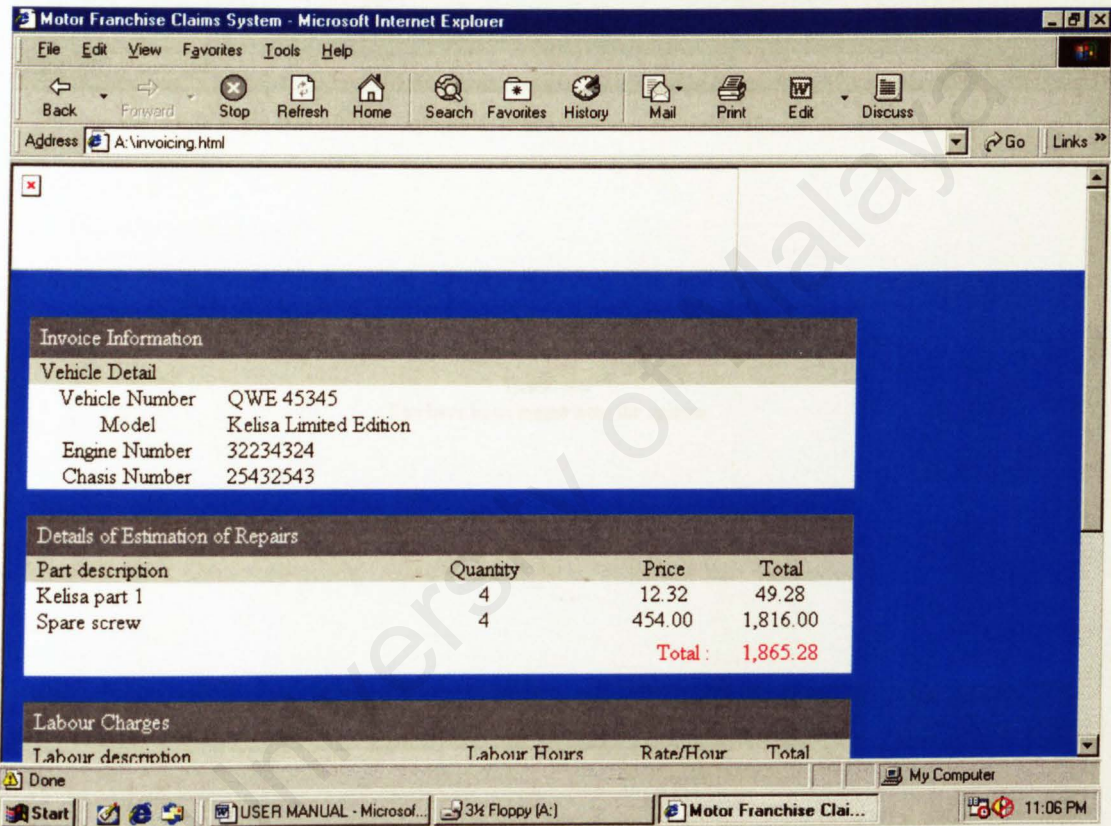 Motor Franchise Claims System - Microsoft Internet Explorer
File Edit View Favorites Tools Help
Back Forward Stop Refresh Home Search Favorites History Mail Print Edit Discuss
Address A:\invoicing.html Go Links »
Invoice Information
Vehicle Detail
Vehicle Number QWE 45345
Model Kelisa Limited Edition
Engine Number 32234324
Chasis Number 25432543
Details of Estimation of Repairs
Part description Quantity Price Total
Kelisa part 1 4 12.32 49.28
Spare screw 4 454.00 1,816.00
Total : 1,865.28
Labour Charges
Labour description Labour Hours Rate/Hour Total
Done My Computer
Start USER MANUAL - Microsof... 3½ Floppy (A:) Motor Franchise Clai... 11:06 PM
University of Malaya